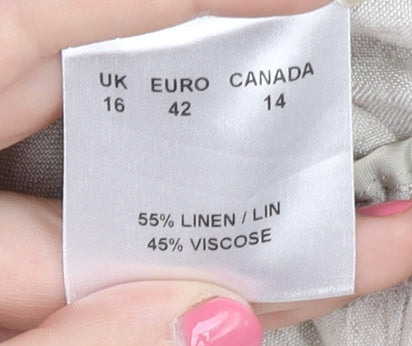 UK EURO CANADA
16 42 14
55% LINEN / LIN
45% VISCOSE